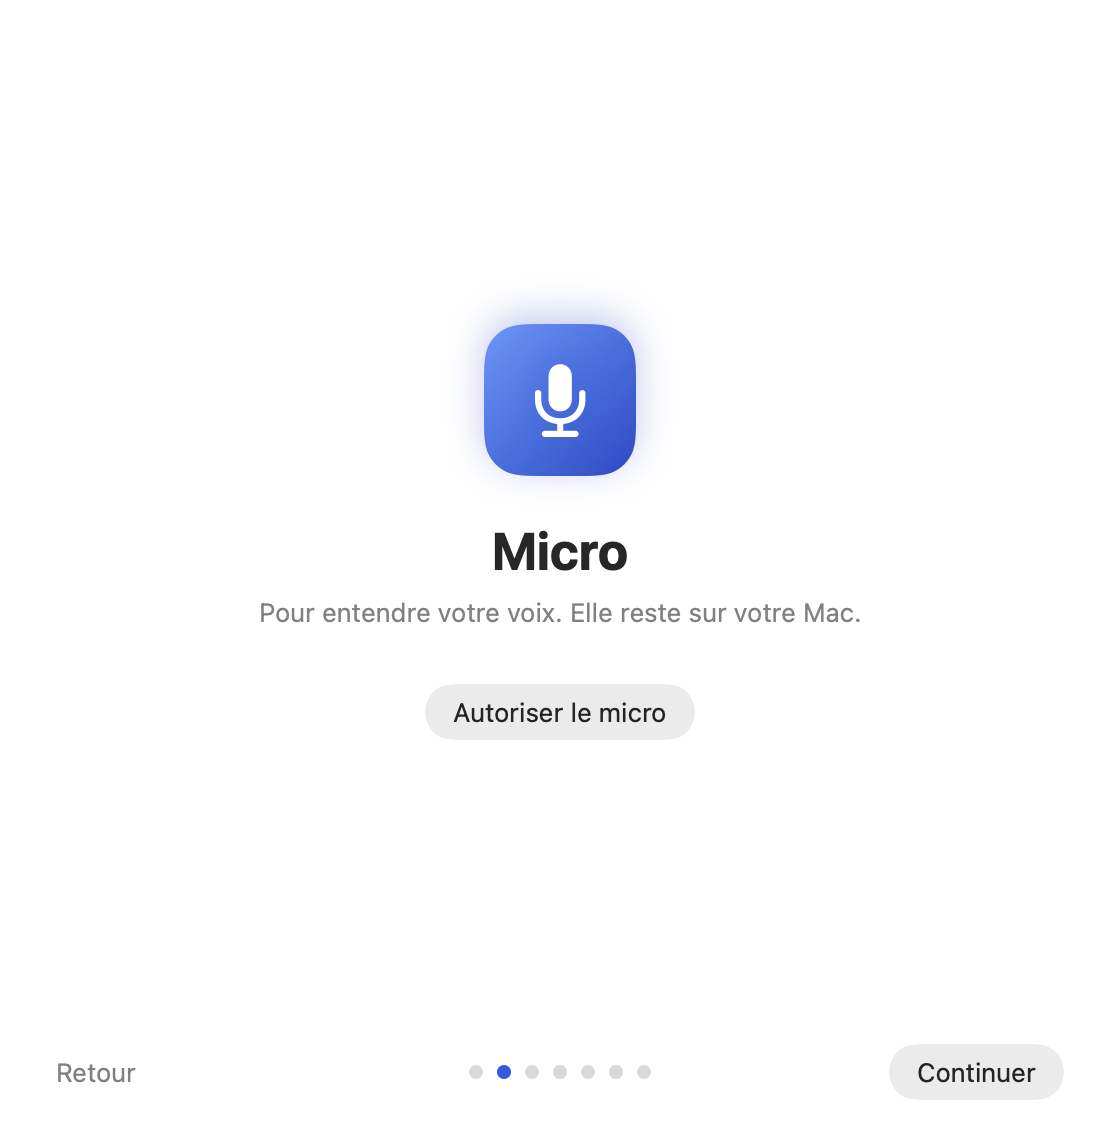 Micro
Pour entendre votre voix. Elle reste sur votre Mac.
Autoriser le micro
Retour
Continuer